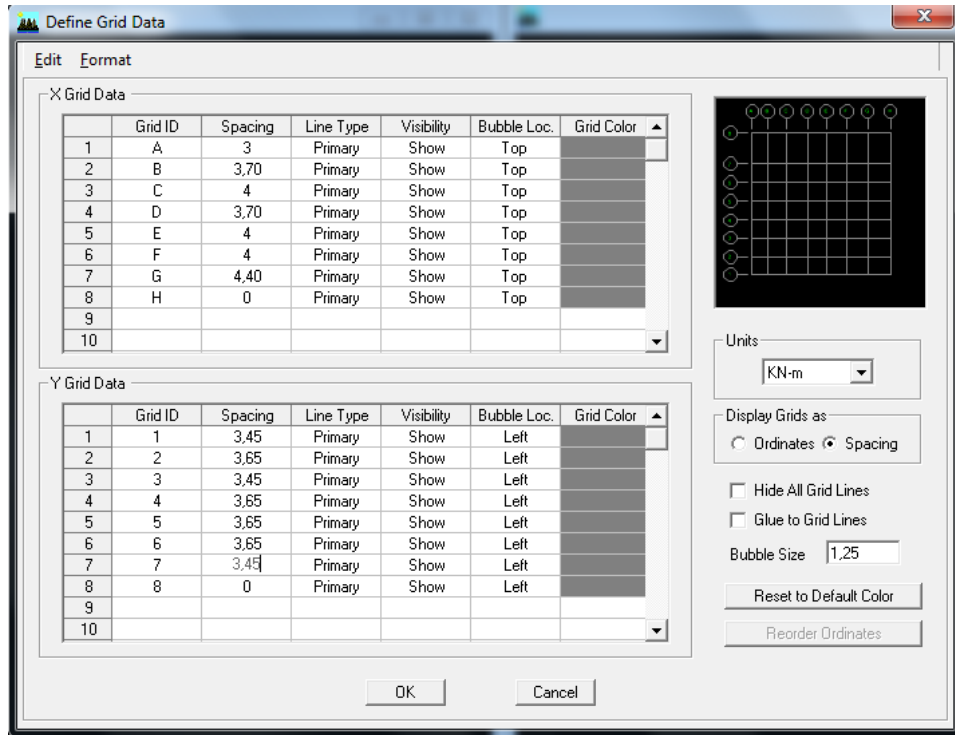 Define Grid Data
Edit Format
X Grid Data
Grid ID Spacing Line Type Visibility Bubble Loc. Grid Color
1 A 3 Primary Show Top
2 B 3,70 Primary Show Top
3 C 4 Primary Show Top
4 D 3,70 Primary Show Top
5 E 4 Primary Show Top
6 F 4 Primary Show Top
7 G 4,40 Primary Show Top
8 H 0 Primary Show Top
9
10
Y Grid Data
Grid ID Spacing Line Type Visibility Bubble Loc. Grid Color
1 1 3,45 Primary Show Left
2 2 3,65 Primary Show Left
3 3 3,45 Primary Show Left
4 4 3,65 Primary Show Left
5 5 3,65 Primary Show Left
6 6 3,65 Primary Show Left
7 7 3,45 Primary Show Left
8 8 0 Primary Show Left
9
10
Units
KN-m
Display Grids as
Ordinates Spacing
Hide All Grid Lines
Glue to Grid Lines
Bubble Size 1,25
Reset to Default Color
Reorder Ordinates
OK Cancel